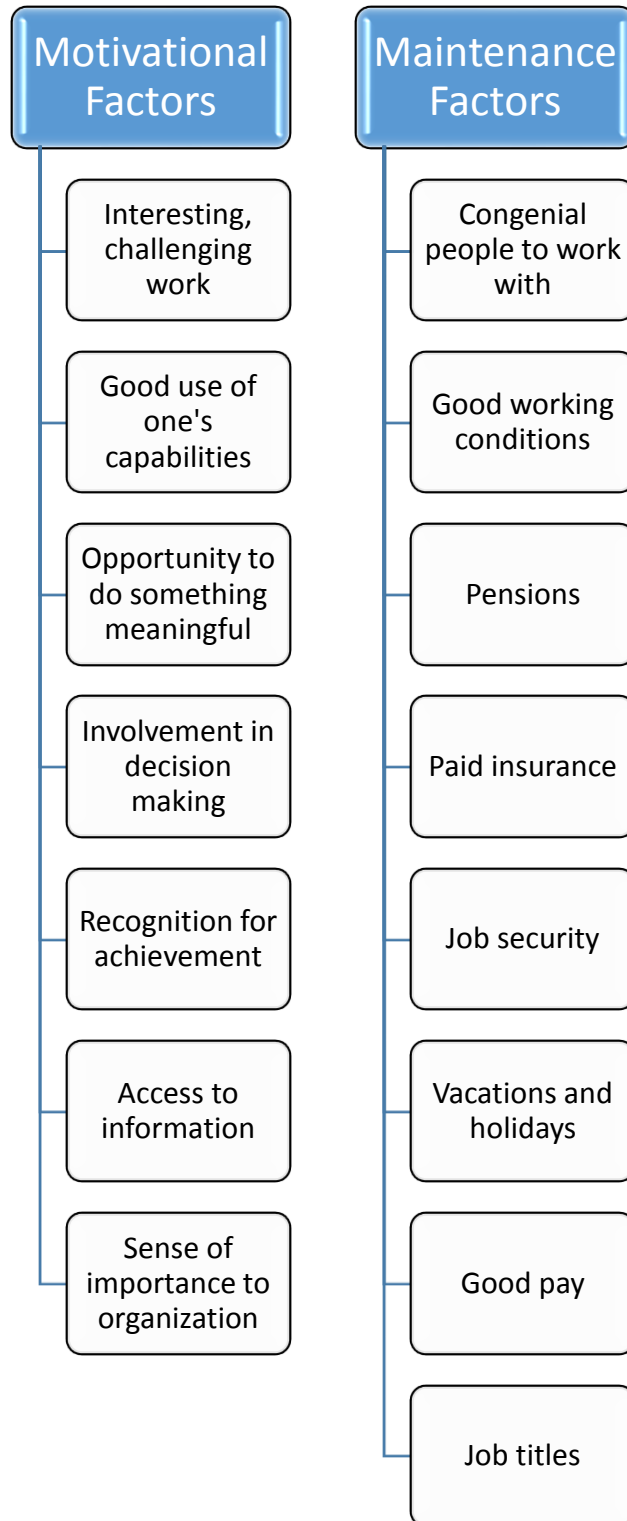 Motivational
Factors
Interesting,
challenging
work
Good use of
one's
capabilities
Opportunity to
do something
meaningful
Involvement in
decision
making
Recognition for
achievement
Access to
information
Sense of
importance to
organization
Maintenance
Factors
Congenial
people to work
with
Good working
conditions
Pensions
Paid insurance
Job security
Vacations and
holidays
Good pay
Job titles